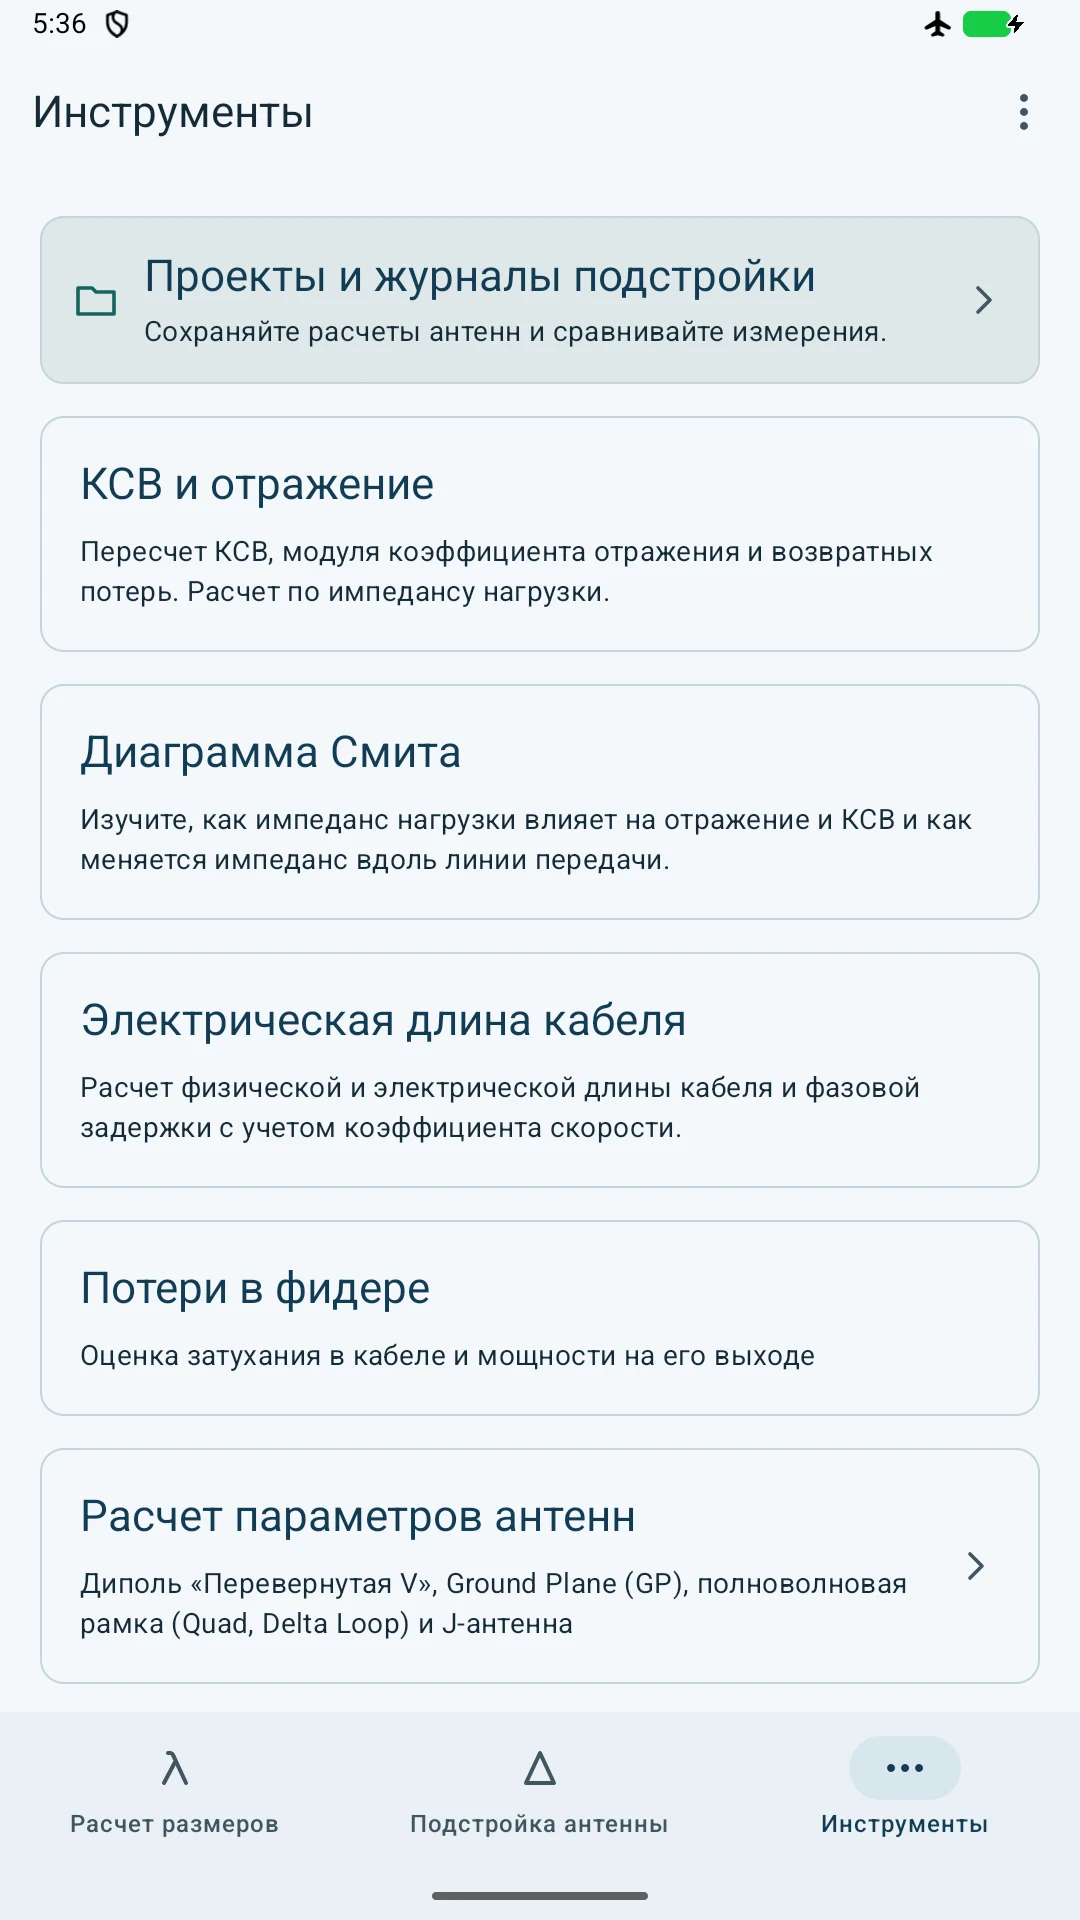 5:36
Инструменты
Проекты и журналы подстройки
Сохраняйте расчеты антенн и сравнивайте измерения.
КСВ и отражение
Пересчет КСВ, модуля коэффициента отражения и возвратных
потерь. Расчет по импедансу нагрузки.
Диаграмма Смита
Изучите, как импеданс нагрузки влияет на отражение и КСВ и как
меняется импеданс вдоль линии передачи.
Электрическая длина кабеля
Расчет физической и электрической длины кабеля и фазовой
задержки с учетом коэффициента скорости.
Потери в фидере
Оценка затухания в кабеле и мощности на его выходе
Расчет параметров антенн
Диполь «Перевернутая V», Ground Plane (GP), полноволновая
рамка (Quad, Delta Loop) и J-антенна
λ
Δ
Расчет размеров
Подстройка антенны
Инструменты